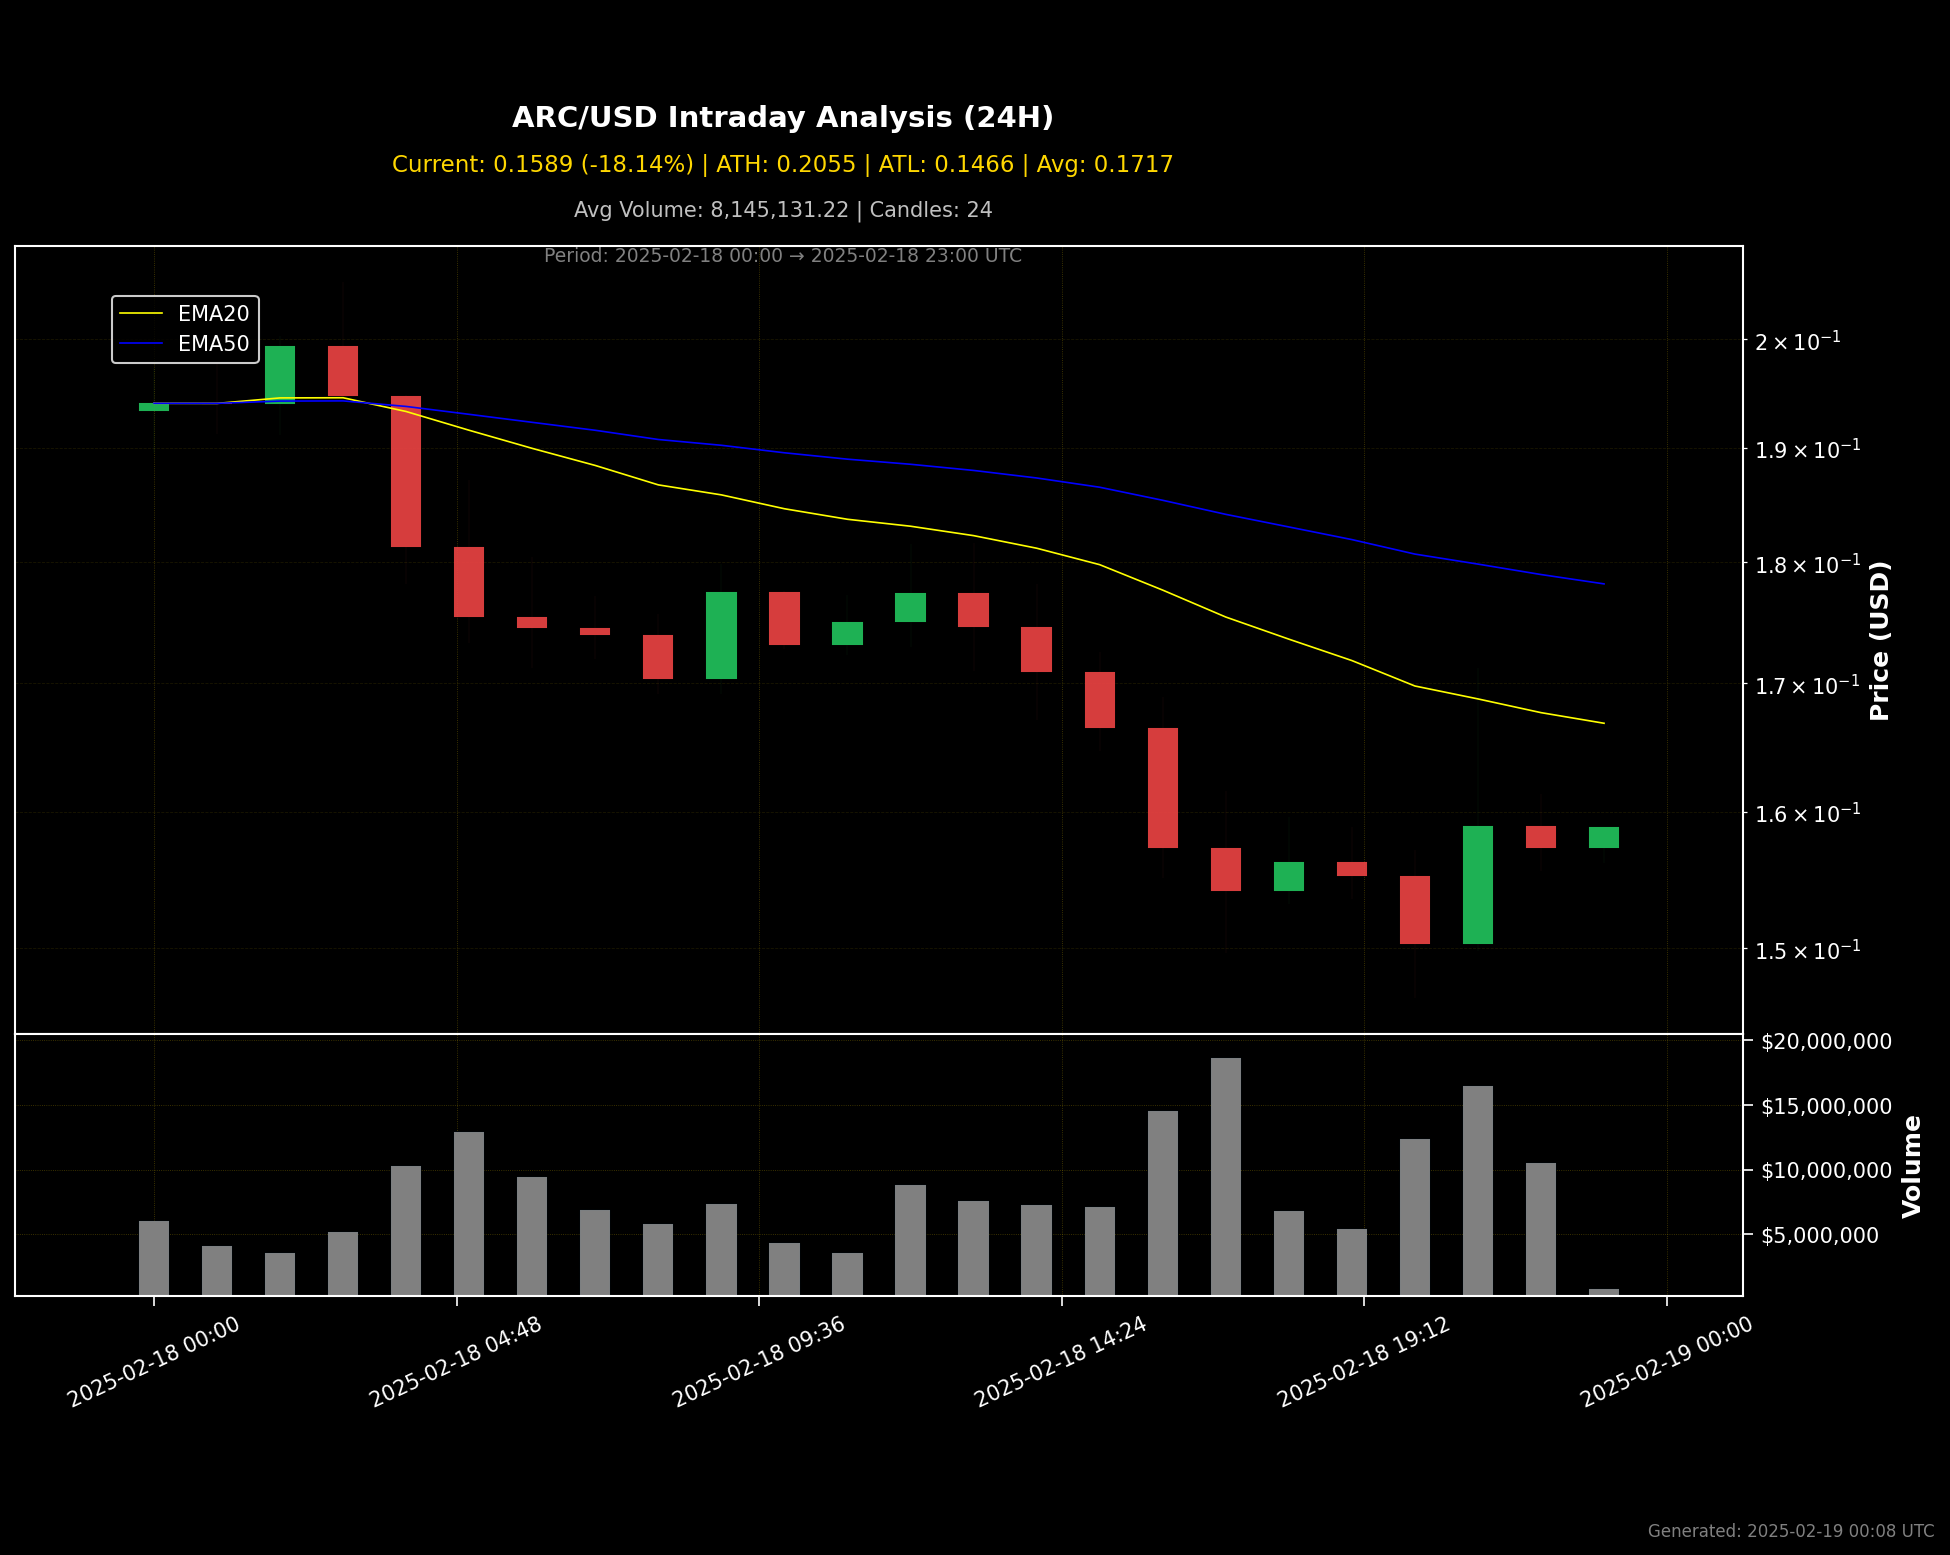 ARC/USD Intraday Analysis (24H)
Current: 0.1589 (-18.14%) | ATH: 0.2055 | ATL: 0.1466 | Avg: 0.1717
Avg Volume: 8,145,131.22 | Candles: 24
Period: 2025-02-18 00:00 → 2025-02-18 23:00 UTC
EMA20
EMA50
2 × 10⁻¹
1.9 × 10⁻¹
1.8 × 10⁻¹
1.7 × 10⁻¹
1.6 × 10⁻¹
1.5 × 10⁻¹
Price (USD)
$20,000,000
$15,000,000
$10,000,000
$5,000,000
Volume
2025-02-18 00:00
2025-02-18 04:48
2025-02-18 09:36
2025-02-18 14:24
2025-02-18 19:12
2025-02-19 00:00
Generated: 2025-02-19 00:08 UTC